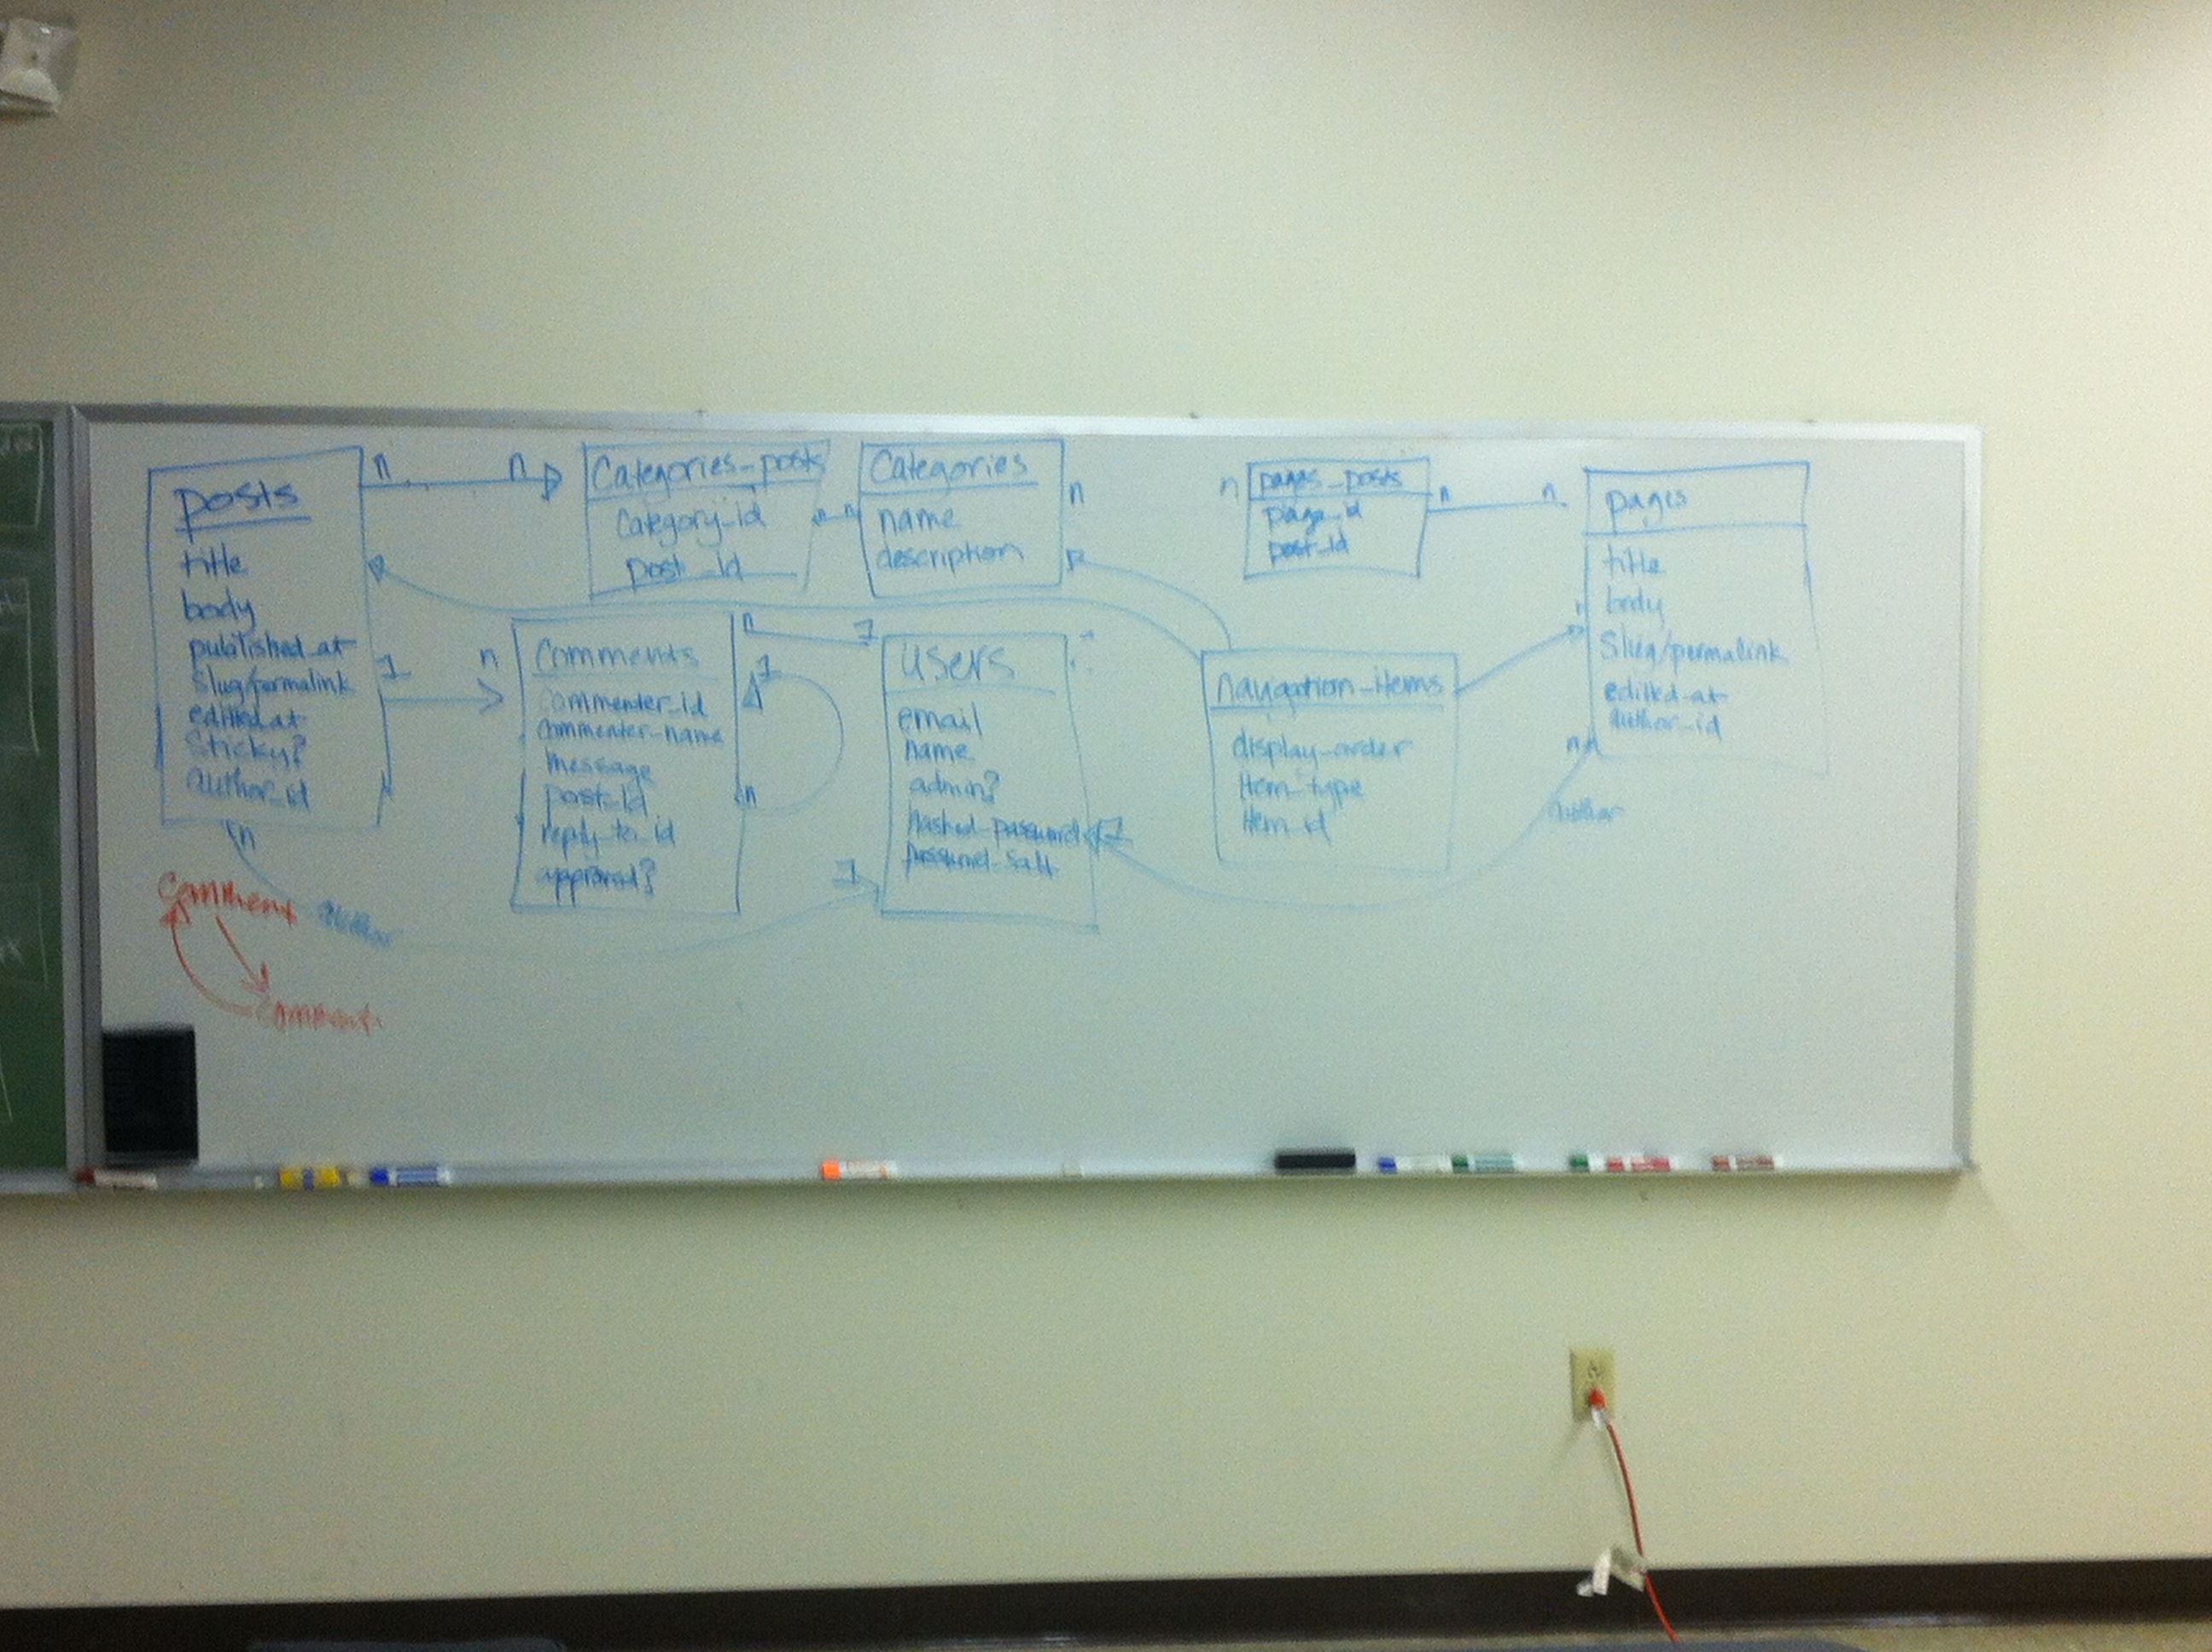 posts
title
body
published_at
slug/permalink
edited_at
sticky?
author_id
n
n
Categories_posts
category_id
post_id
n
Categories
name
description
n
n
pages_posts
page_id
post_id
n
n
pages
title
body
slug/permalink
edited_at
author_id
n
n
1
n
Comments
commenter_id
commenter_name
message
post_id
reply_to_id
approved?
n
1
1
n
users
email
name
admin?
hashed_password
password_salt
1
1
navigation_items
display_order
item_type
item_id
author
n
author
comment
comment